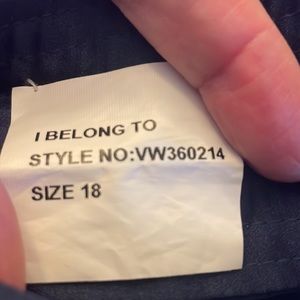 I BELONG TO
STYLE NO:VW360214
SIZE 18